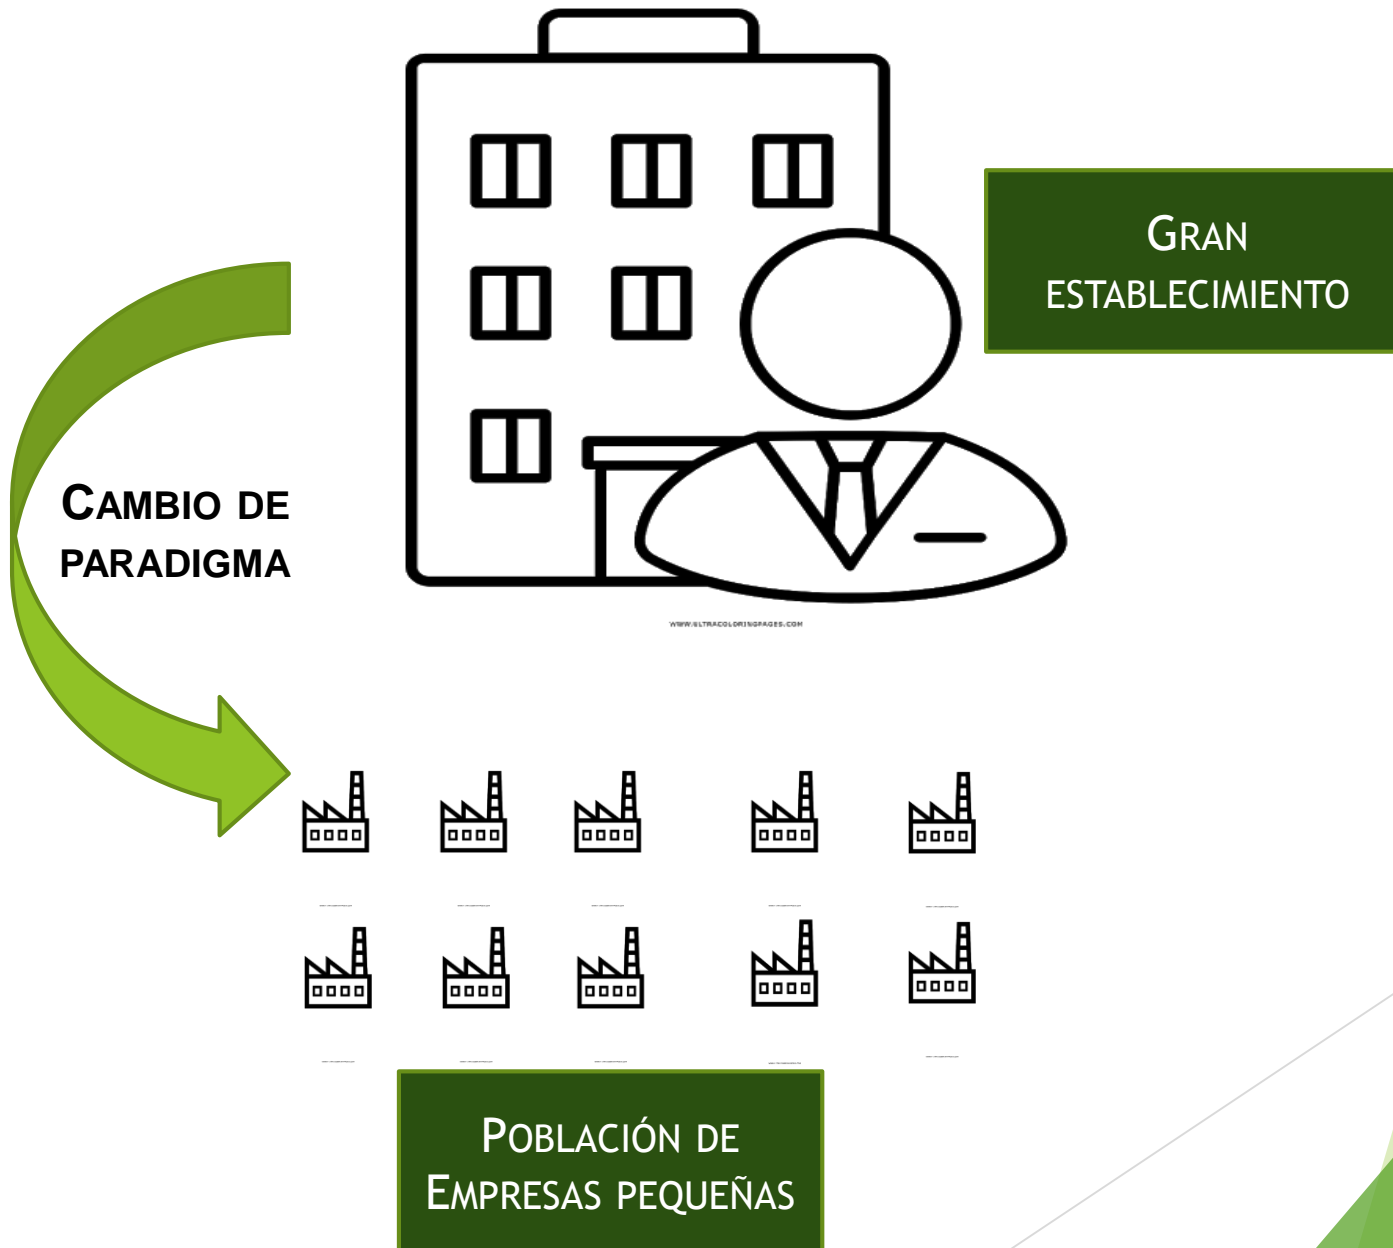 GRAN
ESTABLECIMIENTO
CAMBIO DE
PARADIGMA
WWW.ULTRACOLORINGPAGES.COM
POBLACIÓN DE
EMPRESAS PEQUEÑAS